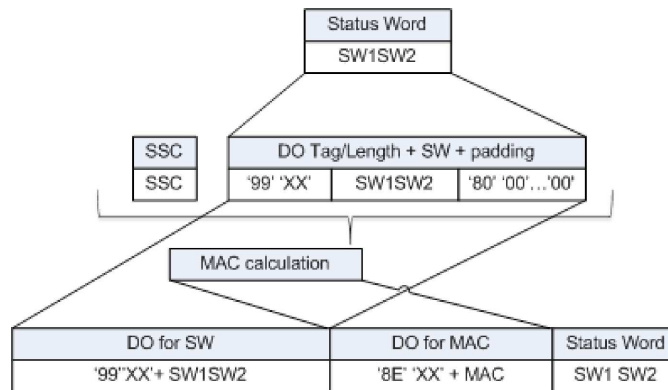 Status Word
SW1SW2
SSC
DO Tag/Length + SW + padding
SSC
‘99’ ‘XX’
SW1SW2
‘80’ ‘00’...‘00’
MAC calculation
DO for SW
DO for MAC
Status Word
‘99’‘XX’+ SW1SW2
‘8E’ ‘XX’ + MAC
SW1 SW2